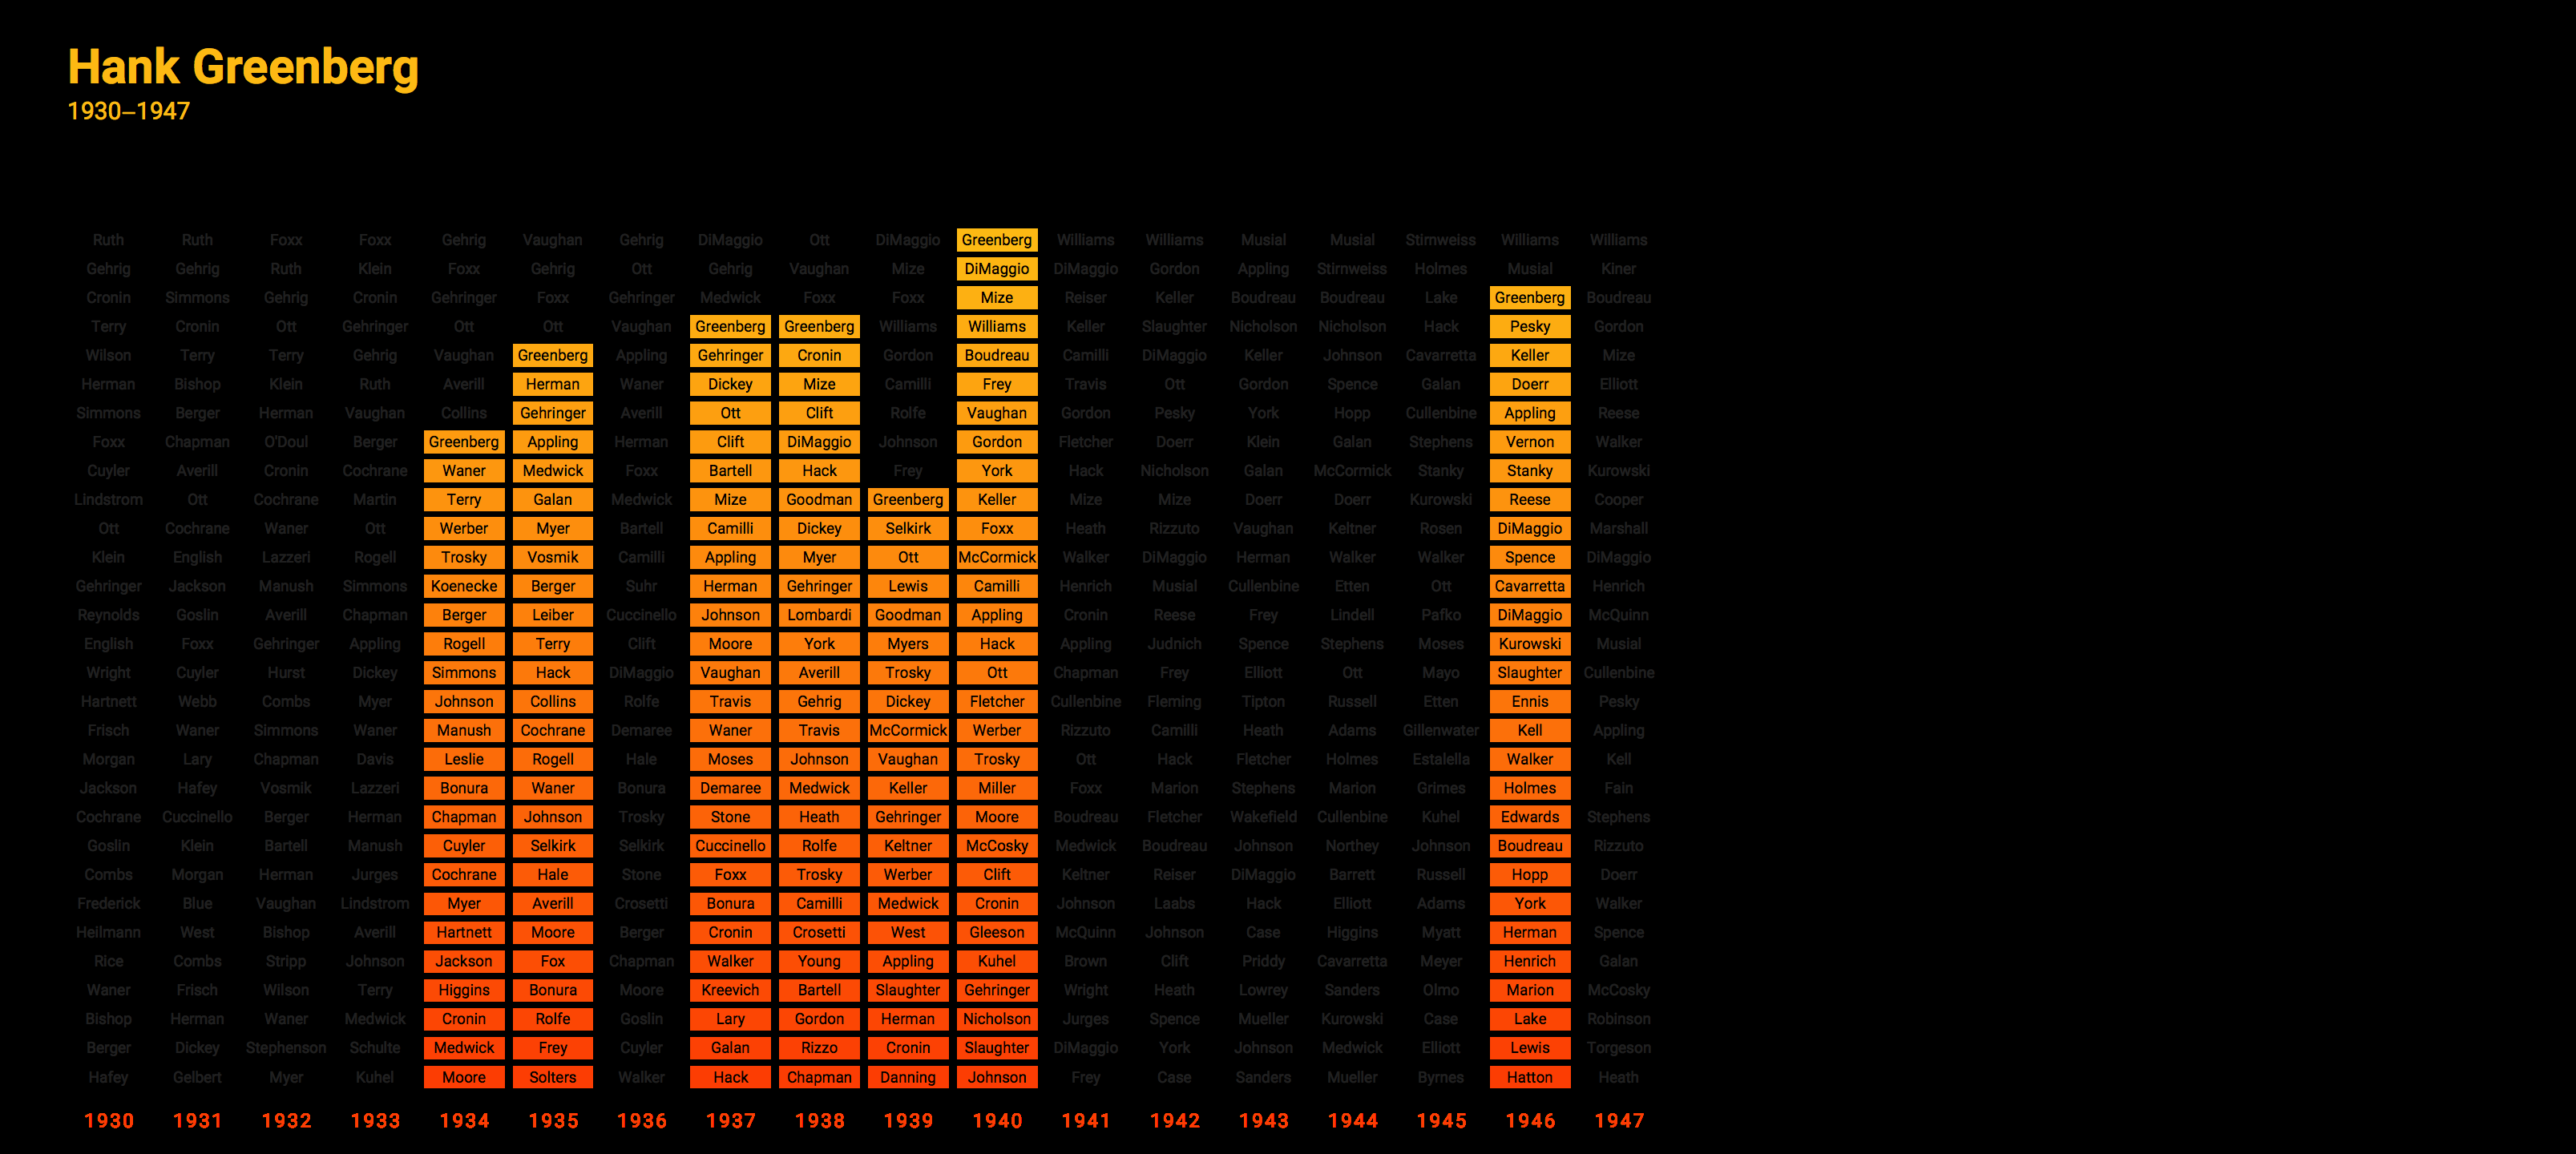 Hank Greenberg
1930–1947
Ruth Ruth Foxx Foxx Gehrig Vaughan Gehrig DiMaggio Ott DiMaggio Greenberg Williams Williams Musial Musial Stirnweiss Williams Williams
Gehrig Gehrig Ruth Klein Foxx Gehrig Ott Gehrig Vaughan Mize DiMaggio DiMaggio Gordon Appling Stirnweiss Holmes Musial Kiner
Cronin Simmons Gehrig Cronin Gehringer Foxx Gehringer Medwick Foxx Foxx Mize Reiser Keller Boudreau Boudreau Lake Greenberg Boudreau
Terry Cronin Ott Gehringer Ott Ott Vaughan Greenberg Greenberg Williams Williams Keller Slaughter Nicholson Nicholson Hack Pesky Gordon
Wilson Terry Terry Gehrig Vaughan Greenberg Appling Gehringer Cronin Gordon Boudreau Camilli DiMaggio Keller Johnson Cavarretta Keller Mize
Herman Bishop Klein Ruth Averill Herman Waner Dickey Mize Camilli Frey Travis Ott Gordon Spence Galan Doerr Elliott
Simmons Berger Herman Vaughan Collins Gehringer Averill Ott Clift Rolfe Vaughan Gordon Pesky York Hopp Cullenbine Appling Reese
Foxx Chapman O'Doul Berger Greenberg Appling Herman Clift DiMaggio Johnson Gordon Fletcher Doerr Klein Galan Stephens Vernon Walker
Cuyler Averill Cronin Cochrane Waner Medwick Foxx Bartell Hack Frey York Hack Nicholson Galan McCormick Stanky Stanky Kurowski
Lindstrom Ott Cochrane Martin Terry Galan Medwick Mize Goodman Greenberg Keller Mize Mize Doerr Doerr Kurowski Reese Cooper
Ott Cochrane Waner Ott Werber Myer Bartell Camilli Dickey Selkirk Foxx Heath Rizzuto Vaughan Keltner Rosen DiMaggio Marshall
Klein English Lazzeri Rogell Trosky Vosmik Camilli Appling Myer Ott McCormick Walker DiMaggio Herman Walker Walker Spence DiMaggio
Gehringer Jackson Manush Simmons Koenecke Berger Suhr Herman Gehringer Lewis Camilli Henrich Musial Cullenbine Etten Ott Cavarretta Henrich
Reynolds Goslin Averill Chapman Berger Leiber Cuccinello Johnson Lombardi Goodman Appling Cronin Reese Frey Lindell Pafko DiMaggio McQuinn
English Foxx Gehringer Appling Rogell Terry Clift Moore York Myers Hack Appling Judnich Spence Stephens Moses Kurowski Musial
Wright Cuyler Hurst Dickey Simmons Hack DiMaggio Vaughan Averill Trosky Ott Chapman Frey Elliott Ott Mayo Slaughter Cullenbine
Hartnett Webb Combs Myer Johnson Collins Rolfe Travis Gehrig Dickey Fletcher Cullenbine Fleming Tipton Russell Etten Ennis Pesky
Frisch Waner Simmons Waner Manush Cochrane Demaree Waner Travis McCormick Werber Rizzuto Camilli Heath Adams Gillenwater Kell Appling
Morgan Lary Chapman Davis Leslie Rogell Hale Moses Johnson Vaughan Trosky Ott Hack Fletcher Holmes Estalella Walker Kell
Jackson Hafey Vosmik Lazzeri Bonura Waner Bonura Demaree Medwick Keller Miller Foxx Marion Stephens Marion Grimes Holmes Fain
Cochrane Cuccinello Berger Herman Chapman Johnson Trosky Stone Heath Gehringer Moore Boudreau Fletcher Wakefield Cullenbine Kuhel Edwards Stephens
Goslin Klein Bartell Manush Cuyler Selkirk Selkirk Cuccinello Rolfe Keltner McCosky Medwick Boudreau Johnson Northey Johnson Boudreau Rizzuto
Combs Morgan Herman Jurges Cochrane Hale Stone Foxx Trosky Werber Clift Keltner Reiser DiMaggio Barrett Russell Hopp Doerr
Frederick Blue Vaughan Lindstrom Myer Averill Crosetti Bonura Camilli Medwick Cronin Johnson Laabs Hack Elliott Adams York Walker
Heilmann West Bishop Averill Hartnett Moore Berger Cronin Crosetti West Gleeson McQuinn Johnson Case Higgins Myatt Herman Spence
Rice Combs Stripp Johnson Jackson Fox Chapman Walker Young Appling Kuhel Brown Clift Priddy Cavarretta Meyer Henrich Galan
Waner Frisch Wilson Terry Higgins Bonura Moore Kreevich Bartell Slaughter Gehringer Wright Heath Lowrey Sanders Olmo Marion McCosky
Bishop Herman Waner Medwick Cronin Rolfe Goslin Lary Gordon Herman Nicholson Jurges Spence Mueller Kurowski Case Lake Robinson
Berger Dickey Stephenson Schulte Medwick Frey Cuyler Galan Rizzo Cronin Slaughter DiMaggio York Johnson Medwick Elliott Lewis Torgeson
Hafey Gelbert Myer Kuhel Moore Solters Walker Hack Chapman Danning Johnson Frey Case Sanders Mueller Byrnes Hatton Heath
1930 1931 1932 1933 1934 1935 1936 1937 1938 1939 1940 1941 1942 1943 1944 1945 1946 1947